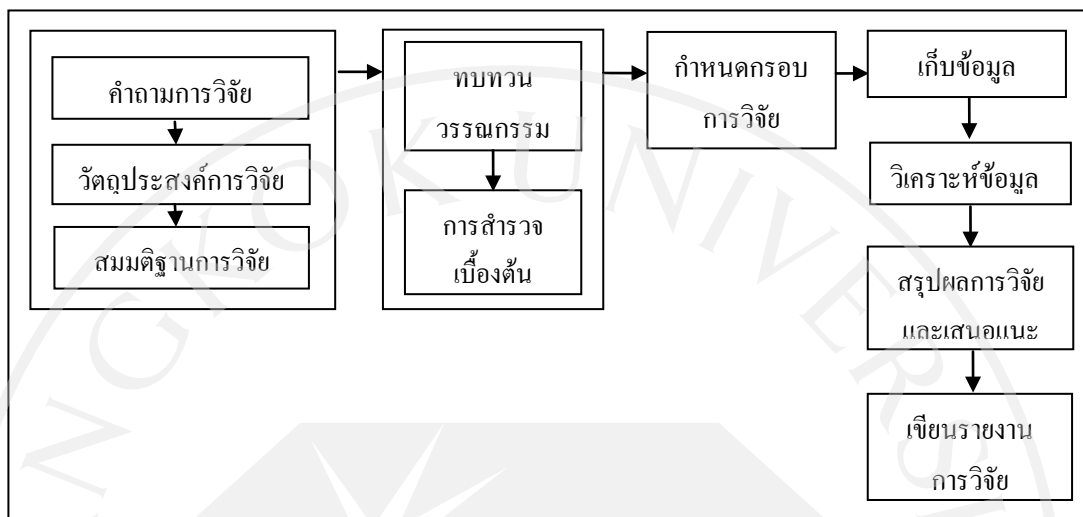 คำถามการวิจัย
วัตถุประสงค์การวิจัย
สมมติฐานการวิจัย
ทบทวน
วรรณกรรม
การสำรวจ
เบื้องต้น
กำหนดกรอบ
การวิจัย
เก็บข้อมูล
วิเคราะห์ข้อมูล
สรุปผลการวิจัย
และเสนอแนะ
เขียนรายงาน
การวิจัย
NGKOK UNIVERSI